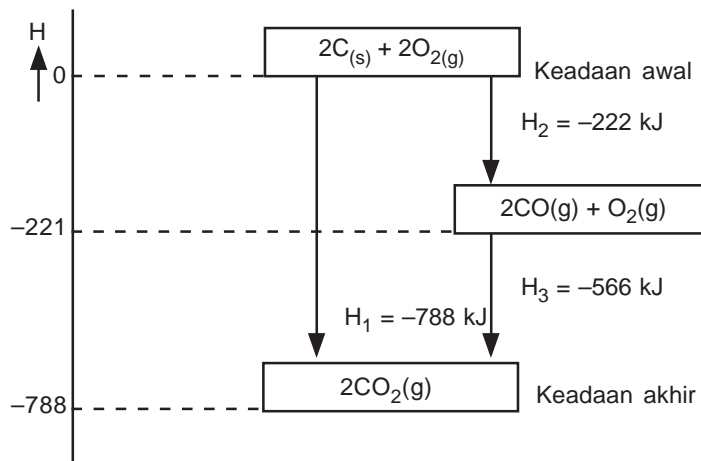 H
2C(s) + 2O2(g)
0
Keadaan awal
H2 = –222 kJ
2CO(g) + O2(g)
–221
H3 = –566 kJ
H1 = –788 kJ
2CO2(g)
Keadaan akhir
–788